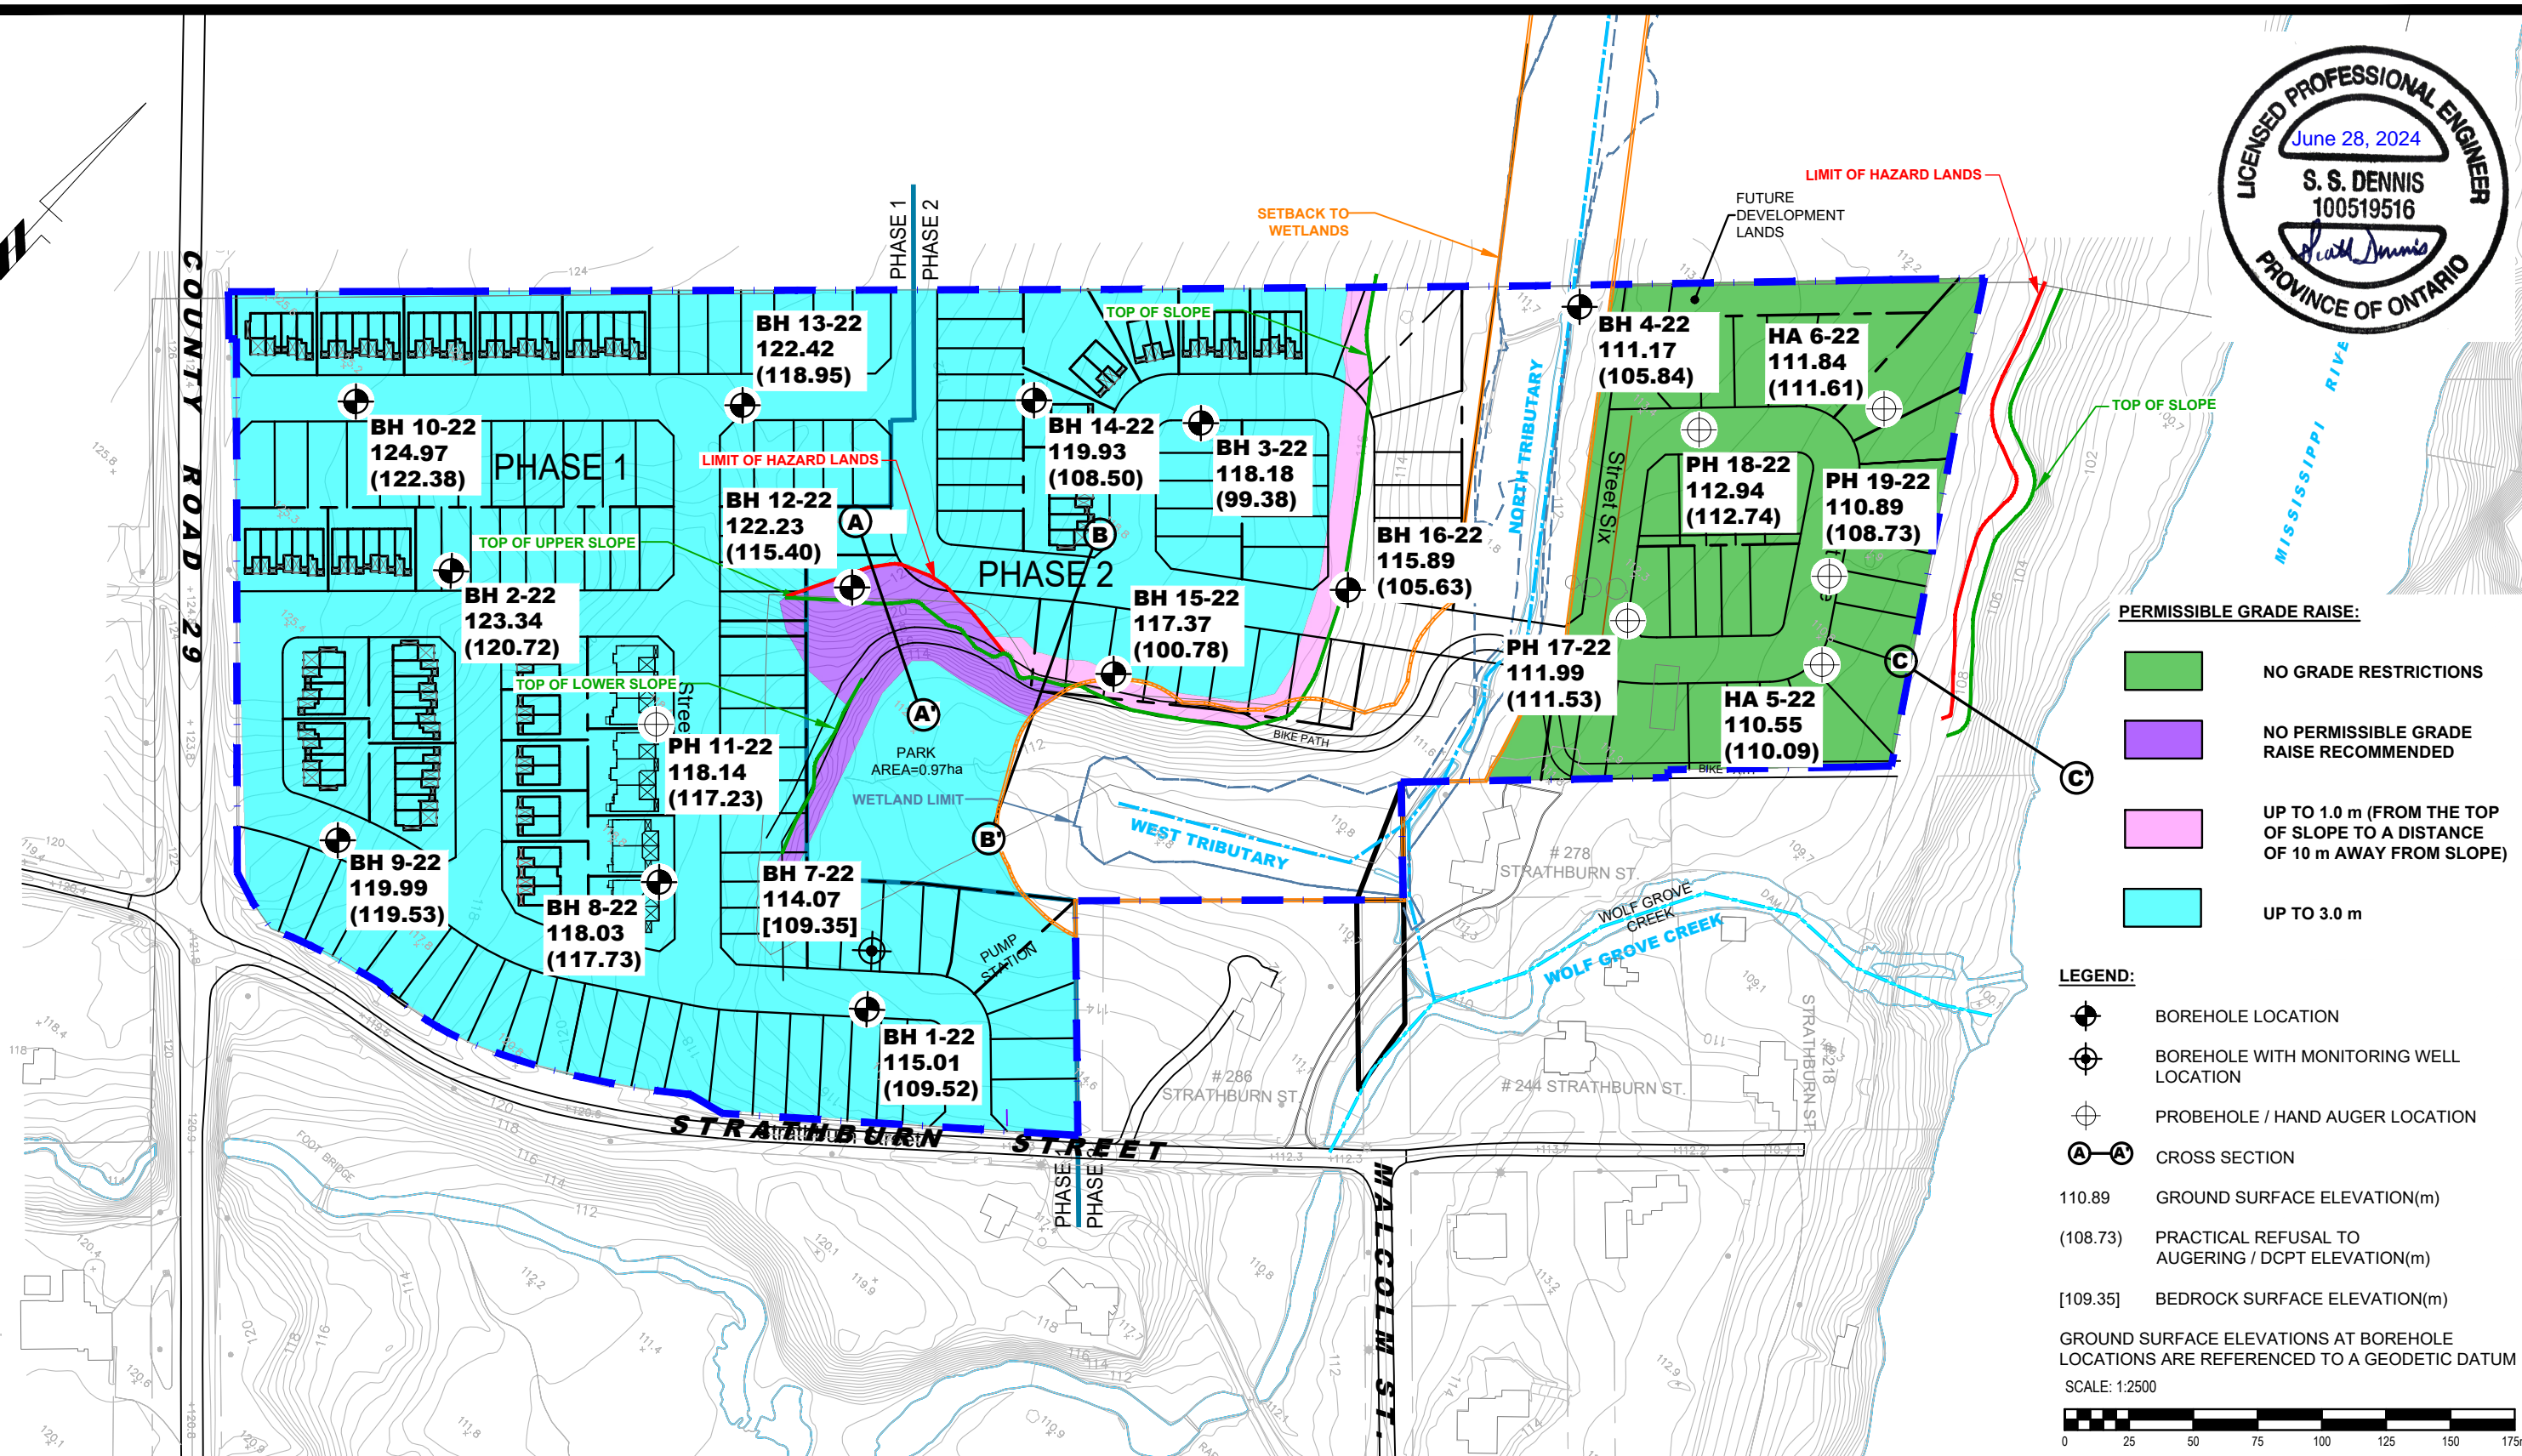 LICENSED PROFESSIONAL ENGINEER
June 28, 2024
S. S. DENNIS
100519516
PROVINCE OF ONTARIO
LIMIT OF HAZARD LANDS
FUTURE
DEVELOPMENT
LANDS
SETBACK TO
WETLANDS
PHASE 1
PHASE 2
COUNTY ROAD 29
TOP OF SLOPE
BH 13-22
122.42
(118.95)
BH 4-22
111.17
(105.84)
HA 6-22
111.84
(111.61)
TOP OF SLOPE
MISSISSIPPI RIVE
NORTH TRIBUTARY
BH 10-22
124.97
(122.38)
PHASE 1
LIMIT OF HAZARD LANDS
BH 14-22
119.93
(108.50)
BH 3-22
118.18
(99.38)
Street Six
PH 18-22
112.94
(112.74)
PH 19-22
110.89
(108.73)
BH 12-22
122.23
(115.40)
A
B
TOP OF UPPER SLOPE
PHASE 2
BH 16-22
115.89
(105.63)
BH 2-22
123.34
(120.72)
BH 15-22
117.37
(100.78)
PH 17-22
111.99
(111.53)
C
TOP OF LOWER SLOPE
Stree
A'
HA 5-22
110.55
(110.09)
PH 11-22
118.14
(117.23)
PARK
AREA=0.97ha
BIKE PATH
C'
WETLAND LIMIT
WEST TRIBUTARY
B'
BH 9-22
119.99
(119.53)
BH 8-22
118.03
(117.73)
BH 7-22
114.07
[109.35]
PUMP
STATION
# 278
STRATHBURN ST.
WOLF GROVE
CREEK
DAM
WOLF GROVE CREEK
BH 1-22
115.01
(109.52)
# 286
STRATHBURN ST.
# 244 STRATHBURN ST.
#218
STRATHBURN ST.
STRATHBURN STREET
Strathburn Street
FOOT BRIDGE
PHASE 1
PHASE 2
MALCOLM ST.
PERMISSIBLE GRADE RAISE:
NO GRADE RESTRICTIONS
NO PERMISSIBLE GRADE
RAISE RECOMMENDED
UP TO 1.0 m (FROM THE TOP
OF SLOPE TO A DISTANCE
OF 10 m AWAY FROM SLOPE)
UP TO 3.0 m
LEGEND:
BOREHOLE LOCATION
BOREHOLE WITH MONITORING WELL
LOCATION
PROBEHOLE / HAND AUGER LOCATION
A A' CROSS SECTION
110.89 GROUND SURFACE ELEVATION(m)
(108.73) PRACTICAL REFUSAL TO
AUGERING / DCPT ELEVATION(m)
[109.35] BEDROCK SURFACE ELEVATION(m)
GROUND SURFACE ELEVATIONS AT BOREHOLE
LOCATIONS ARE REFERENCED TO A GEODETIC DATUM
SCALE: 1:2500
0 25 50 75 100 125 150 175m